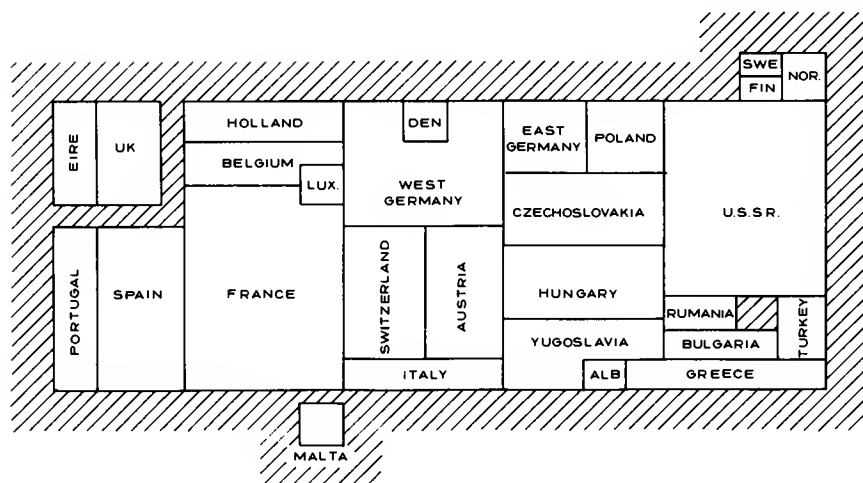 SWE
NOR.
FIN
EIRE
UK
HOLLAND
DEN
EAST
GERMANY
POLAND
BELGIUM
LUX.
WEST
GERMANY
CZECHOSLOVAKIA
U.S.SR.
PORTUGAL
SPAIN
FRANCE
SWITZERLAND
AUSTRIA
HUNGARY
RUMANIA
TURKEY
YUGOSLAVIA
BULGARIA
ITALY
ALB
GREECE
MALTA